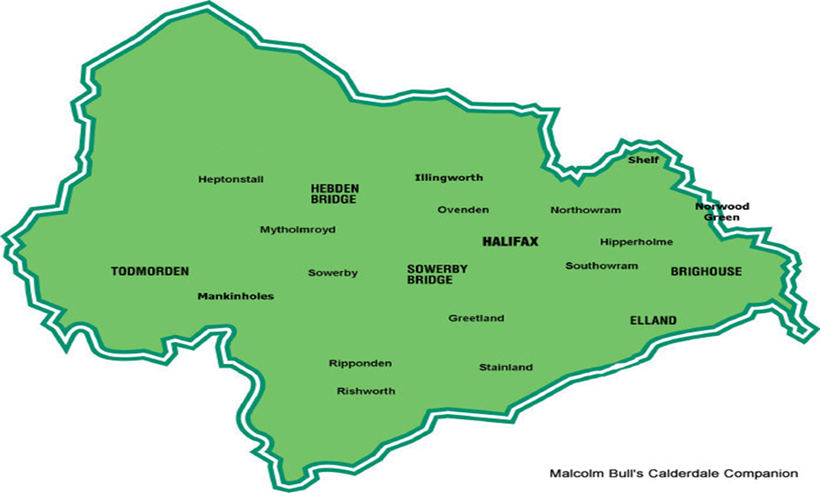 Shelf
Heptonstall
Illingworth
HEBDEN
BRIDGE
Norwood
Green
Ovenden
Northowram
Mytholmroyd
HALIFAX
Hipperholme
Southowram
TODMORDEN
Sowerby
SOWERBY
BRIDGE
BRIGHOUSE
Mankinholes
Greetland
ELLAND
Ripponden
Stainland
Rishworth
Malcolm Bull's Calderdale Companion